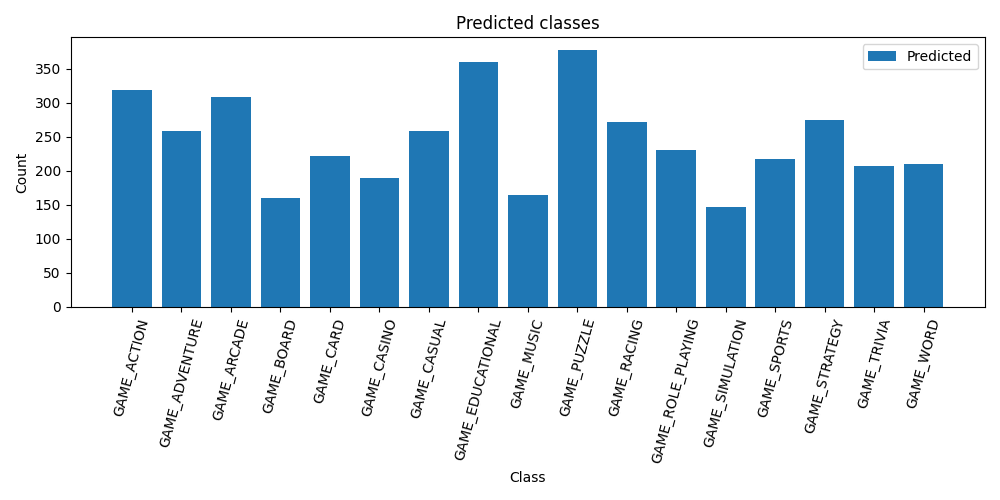 Predicted classes
Predicted
Count
350
300
250
200
150
100
50
0
GAME_ACTION
GAME_ADVENTURE
GAME_ARCADE
GAME_BOARD
GAME_CARD
GAME_CASINO
GAME_CASUAL
GAME_EDUCATIONAL
GAME_MUSIC
GAME_PUZZLE
GAME_RACING
GAME_ROLE_PLAYING
GAME_SIMULATION
GAME_SPORTS
GAME_STRATEGY
GAME_TRIVIA
GAME_WORD
Class